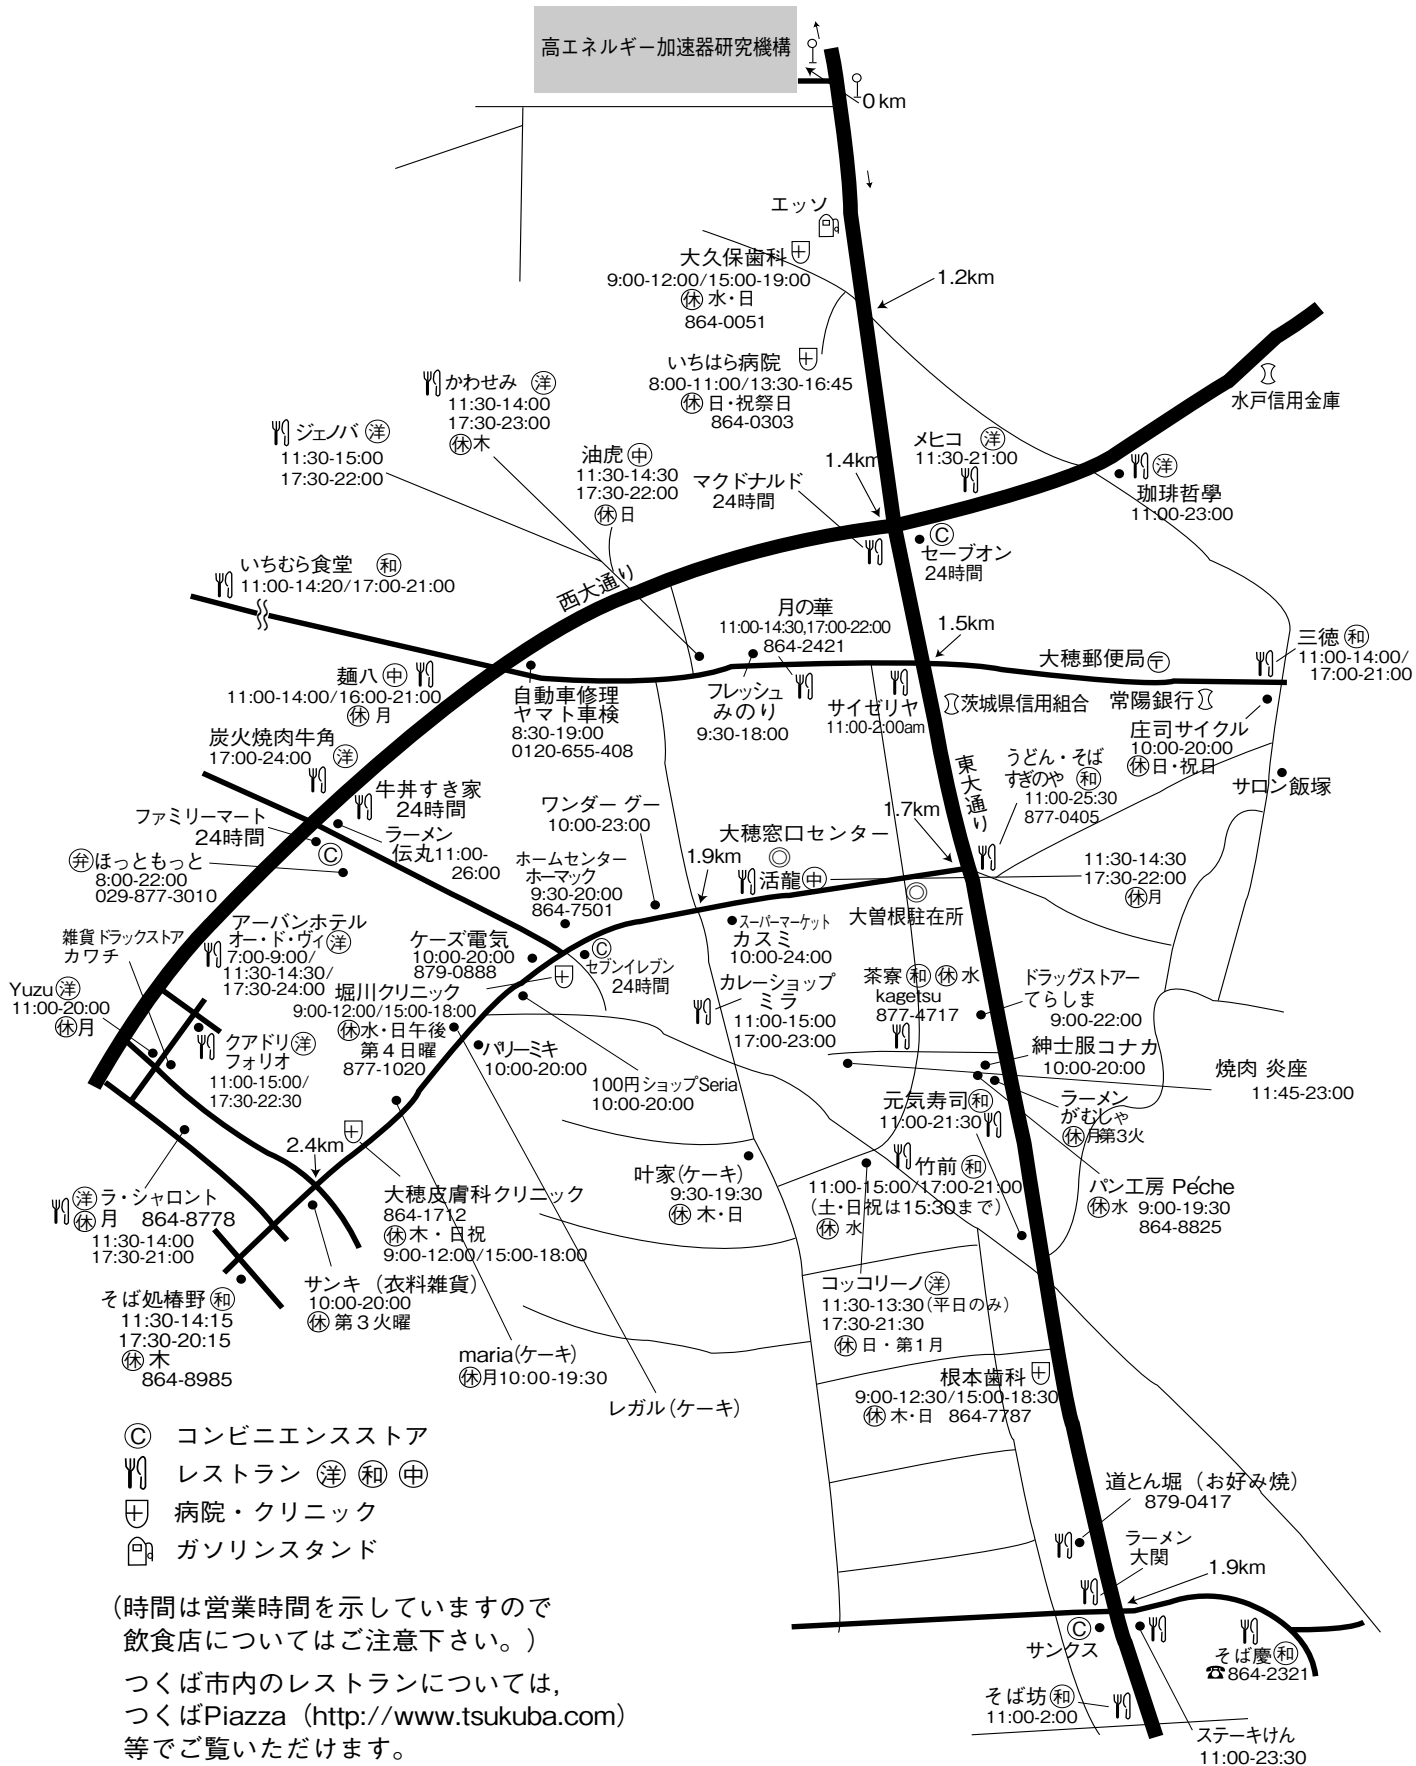 高エネルギー加速器研究機構
0km
エッソ
大久保歯科
9:00-12:00/15:00-19:00
休 水・日
864-0051
1.2km
いちはら病院
8:00-11:00/13:30-16:45
休 日・祝祭日
864-0303
水戸信用金庫
かわせみ 洋
11:30-14:00
17:30-23:00
休 木
ジェノバ 洋
11:30-15:00
17:30-22:00
油虎 中
11:30-14:30
17:30-22:00
休 日
マクドナルド
24時間
1.4km
メヒコ 洋
11:30-21:00
洋
珈琲哲學
11:00-23:00
C
セーブオン
24時間
いちむら食堂 和
11:00-14:20/17:00-21:00
西大通り
月の華
11:00-14:30,17:00-22:00
864-2421
1.5km
大穂郵便局 〒
三徳 和
11:00-14:00/
17:00-21:00
麺八 中
11:00-14:00/16:00-21:00
休 月
自動車修理
ヤマト車検
8:30-19:00
0120-655-408
フレッシュ
みのり
9:30-18:00
サイゼリヤ
11:00-2:00am
茨城県信用組合
常陽銀行
庄司サイクル
10:00-20:00
休 日・祝日
サロン飯塚
炭火焼肉牛角
17:00-24:00 洋
牛丼すき家
24時間
ファミリーマート
24時間
C
ラーメン
伝丸11:00-
26:00
弁 ほっともっと
8:00-22:00
029-877-3010
ワンダー グー
10:00-23:00
ホームセンター
ホーマック
9:30-20:00
864-7501
1.9km
大穂窓口センター
活龍 中
1.7km
東大通り
うどん・そば
すぎのや 和
11:00-25:30
877-0405
11:30-14:30
17:30-22:00
休 月
大曽根駐在所
スーパーマーケット
カスミ
10:00-24:00
雑貨 ドラックストア
カワチ
アーバンホテル
オー・ド・ヴィ 洋
7:00-9:00/
11:30-14:30/
17:30-24:00
ケーズ電気
10:00-20:00
879-0888
C
セブンイレブン
24時間
Yuzu 洋
11:00-20:00
休 月
堀川クリニック
9:00-12:00/15:00-18:00
休 水・日午後
第4日曜
877-1020
カレーショップ
ミラ
11:00-15:00
17:00-23:00
茶寮 和 休 水
kagetsu
877-4717
ドラッグストアー
てらしま
9:00-22:00
クアドリ 洋
フォリオ
11:00-15:00/
17:30-22:30
パリーミキ
10:00-20:00
100円ショップSeria
10:00-20:00
紳士服コナカ
10:00-20:00
焼肉 炎座
11:45-23:00
元気寿司 和
11:00-21:30
ラーメン
がむしゃ
休 月第3火
2.4km
洋 ラ・シャロント
休 月 864-8778
11:30-14:00
17:30-21:00
大穂皮膚科クリニック
864-1712
休 木・日祝
9:00-12:00/15:00-18:00
叶家(ケーキ)
9:30-19:30
休 木・日
竹前 和
11:00-15:00/17:00-21:00
(土・日祝は15:30まで)
休 水
パン工房 Péche
休 水 9:00-19:30
864-8825
そば処椿野 和
11:30-14:15
17:30-20:15
休 木
864-8985
サンキ (衣料雑貨)
10:00-20:00
休 第3火曜
コッコリーノ 洋
11:30-13:30(平日のみ)
17:30-21:30
休 日・第1月
maria(ケーキ)
休 月10:00-19:30
レガル(ケーキ)
根本歯科
9:00-12:30/15:00-18:30
休 木・日 864-7787
C コンビニエンスストア
レストラン 洋 和 中
病院・クリニック
ガソリンスタンド
道とん堀 (お好み焼)
879-0417
ラーメン
大関
1.9km
C
サンクス
そば慶 和
☎864-2321
そば坊 和
11:00-2:00
ステーキけん
11:00-23:30
(時間は営業時間を示していますので
飲食店についてはご注意下さい。)
つくば市内のレストランについては,
つくばPiazza (http://www.tsukuba.com)
等でご覧いただけます。